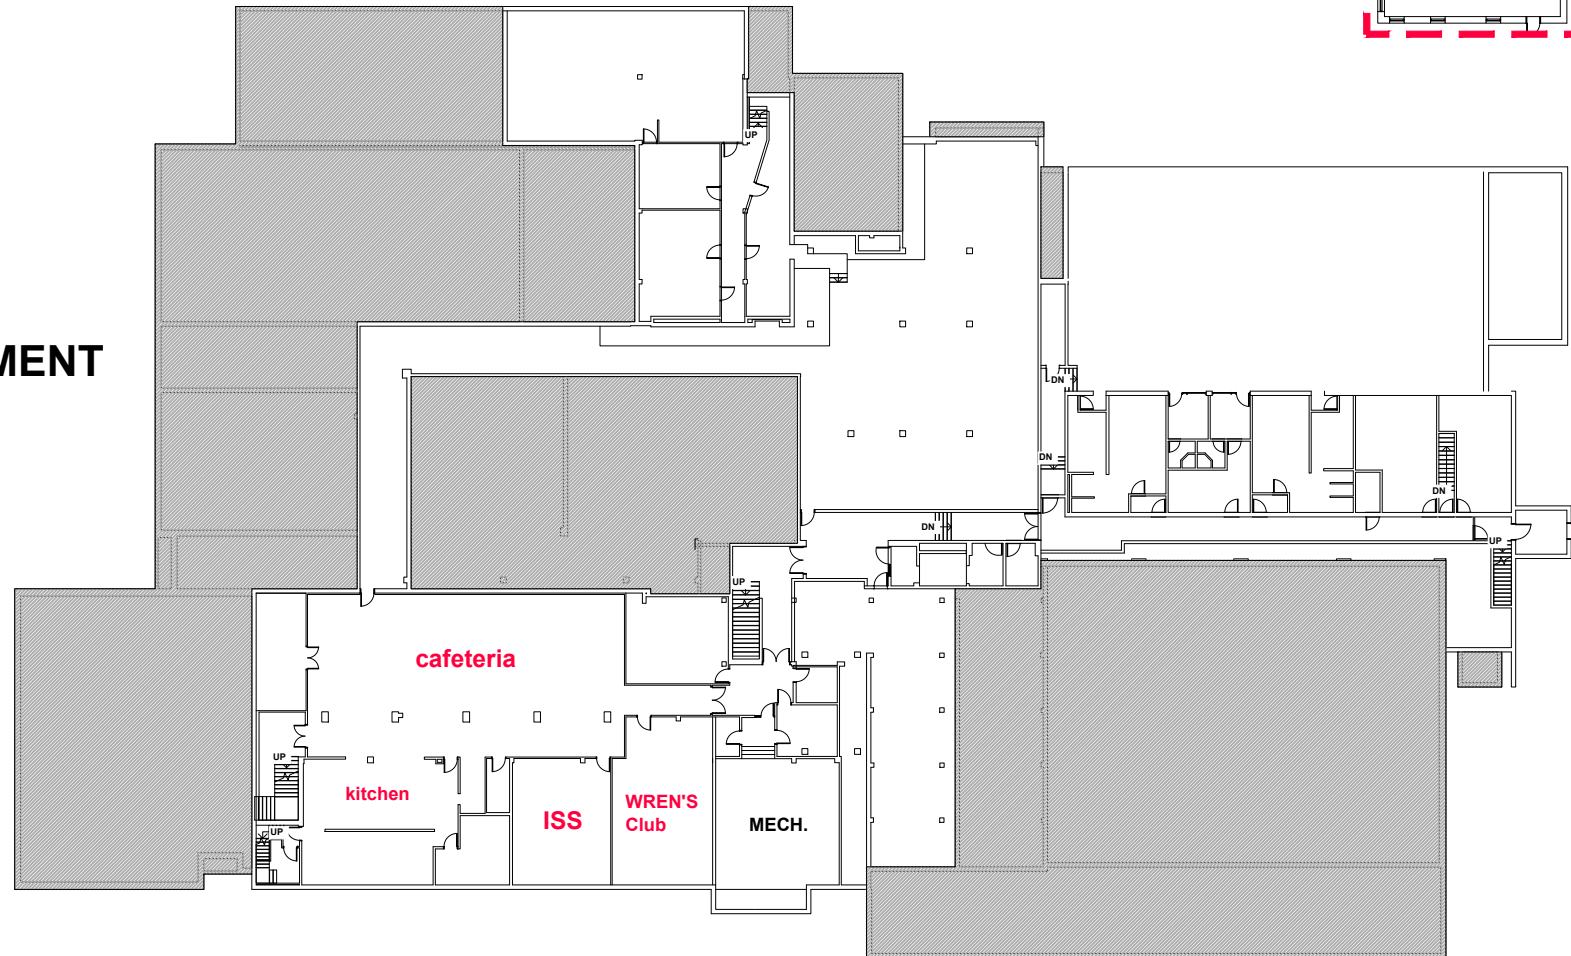 UP
MENT
DN
DN
DN
DN
UP
UP
cafeteria
UP
kitchen
WREN'S
Club
ISS
MECH.
UP